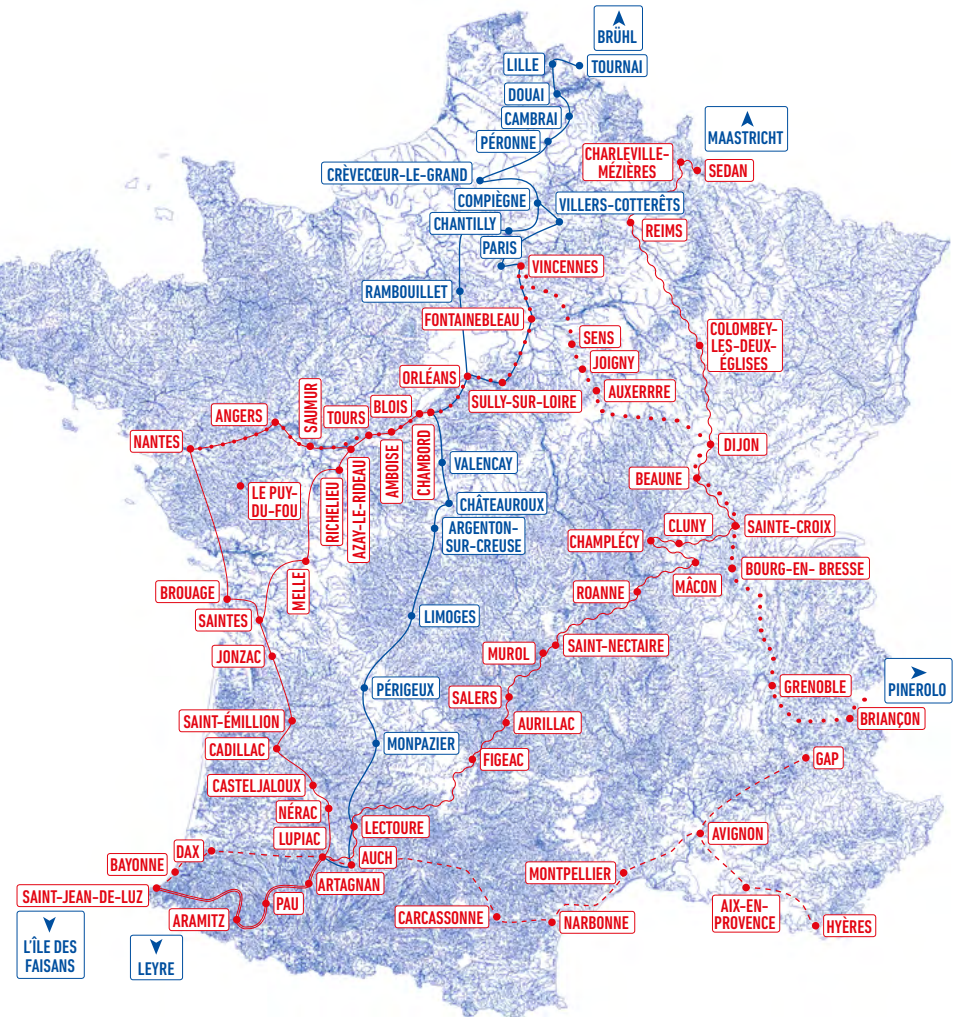 BRÜHL
LILLE
TOURNAI
DOUAI
CAMBRAI
MAASTRICHT
PÉRONNE
CHARLEVILLE-
MÉZIÈRES
SEDAN
CRÈVECŒUR-LE-GRAND
COMPIÈGNE
VILLERS-COTTERÊTS
CHANTILLY
REIMS
PARIS
VINCENNES
RAMBOUILLET
FONTAINEBLEAU
COLOMBEY-
LES-DEUX-
ÉGLISES
SENS
JOIGNY
ORLÉANS
AUXERRRE
SULLY-SUR-LOIRE
SAUMUR
BLOIS
ANGERS
TOURS
NANTES
DIJON
CHAMBORD
AMBOISE
VALENCAY
BEAUNE
RICHELIEU
AZAY-LE-RIDEAU
LE PUY-
DU-FOU
CHÂTEAUROUX
CLUNY
SAINTE-CROIX
ARGENTON-
SUR-CREUSE
CHAMPLÉCY
BOURG-EN- BRESSE
MELLE
MÂCON
BROUAGE
ROANNE
SAINTES
LIMOGES
SAINT-NECTAIRE
JONZAC
MUROL
PÉRIGEUX
GRENOBLE
PINEROLO
SALERS
SAINT-ÉMILLION
AURILLAC
BRIANÇON
MONPAZIER
CADILLAC
FIGEAC
GAP
CASTELJALOUX
NÉRAC
LECTOURE
AVIGNON
LUPIAC
DAX
AUCH
BAYONNE
MONTPELLIER
ARTAGNAN
SAINT-JEAN-DE-LUZ
PAU
ARAMITZ
CARCASSONNE
NARBONNE
AIX-EN-
PROVENCE
HYÈRES
L'ÎLE DES
FAISANS
LEYRE